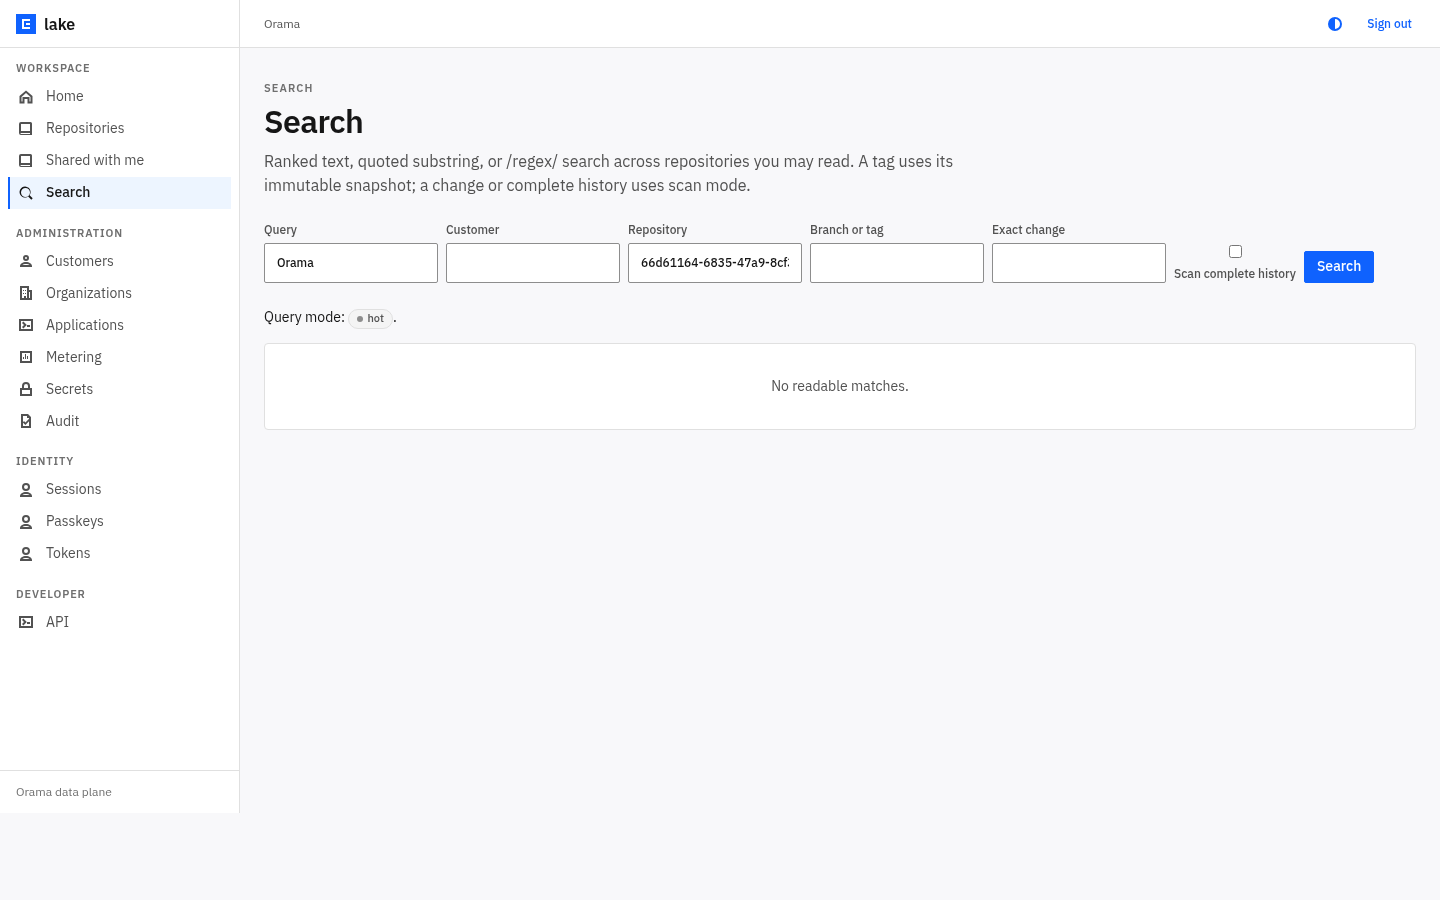 lake
Orama
Sign out
WORKSPACE
Home
Repositories
Shared with me
Search
ADMINISTRATION
Customers
Organizations
Applications
Metering
Secrets
Audit
IDENTITY
Sessions
Passkeys
Tokens
DEVELOPER
API
Orama data plane
SEARCH
Search
Ranked text, quoted substring, or /regex/ search across repositories you may read. A tag uses its
immutable snapshot; a change or complete history uses scan mode.
Query
Customer
Repository
Branch or tag
Exact change
Orama
66d61164-6835-47a9-8cf
Scan complete history
Search
Query mode: hot.
No readable matches.